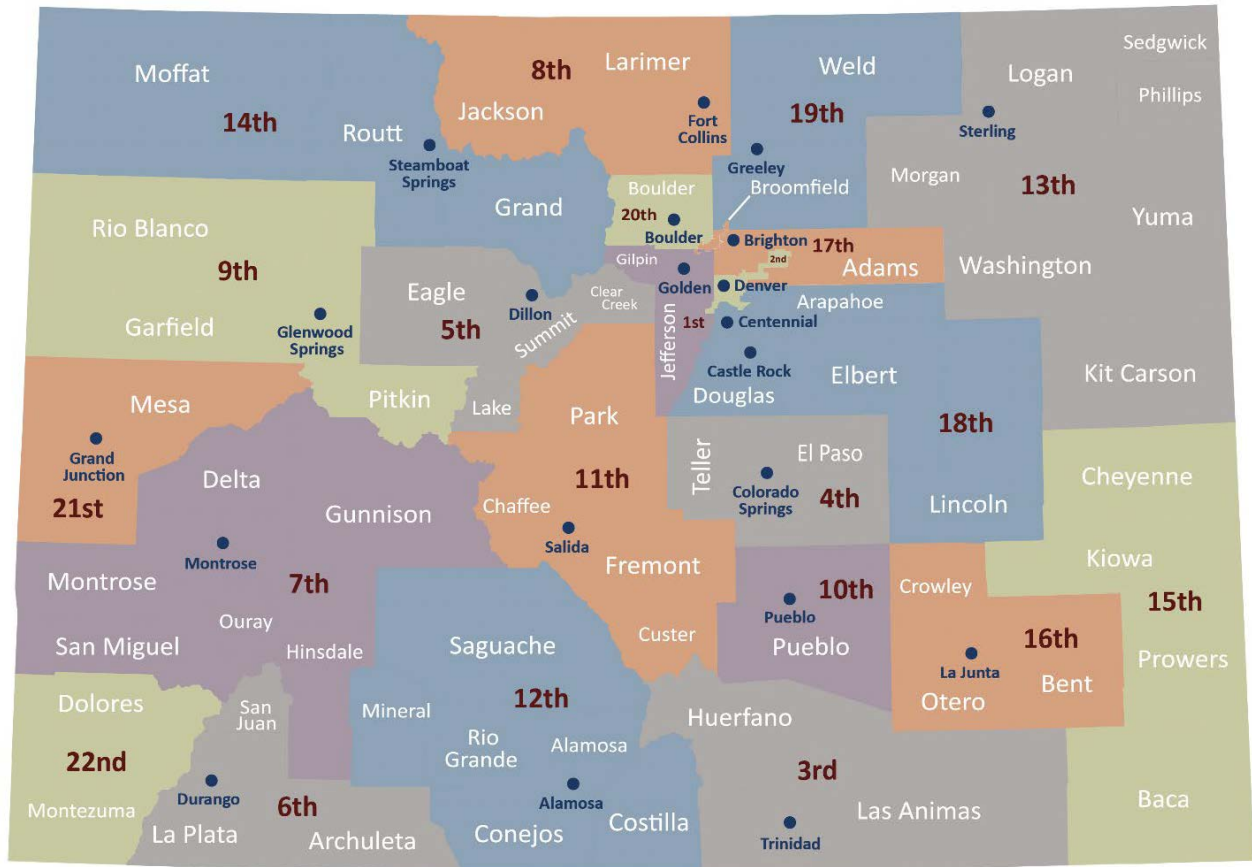 Moffat
14th
Routt
Steamboat
Springs
8th
Larimer
Jackson
Fort
Collins
Weld
19th
Greeley
Broomfield
Logan
Sedgwick
Phillips
Sterling
Morgan
13th
Yuma
Washington
Kit Carson
Grand
Boulder
20th
Boulder
Gilpin
Golden
Brighton
17th
2nd
Adams
Denver
Rio Blanco
9th
Garfield
Glenwood
Springs
Pitkin
Eagle
5th
Dillon
Summit
Clear
Creek
Lake
Jefferson
1st
Arapahoe
Centennial
Castle Rock
Douglas
Elbert
18th
Lincoln
Mesa
Grand
Junction
21st
Delta
Gunnison
Montrose
Montrose
7th
Ouray
San Miguel
Hinsdale
Park
11th
Chaffee
Salida
Fremont
Custer
Teller
El Paso
Colorado
Springs
4th
Cheyenne
Kiowa
15th
Prowers
Baca
10th
Pueblo
Pueblo
Crowley
16th
La Junta
Otero
Bent
Dolores
22nd
Montezuma
San
Juan
Durango
6th
La Plata
Archuleta
Saguache
12th
Mineral
Rio
Grande
Alamosa
Alamosa
Conejos
Costilla
Huerfano
3rd
Las Animas
Trinidad